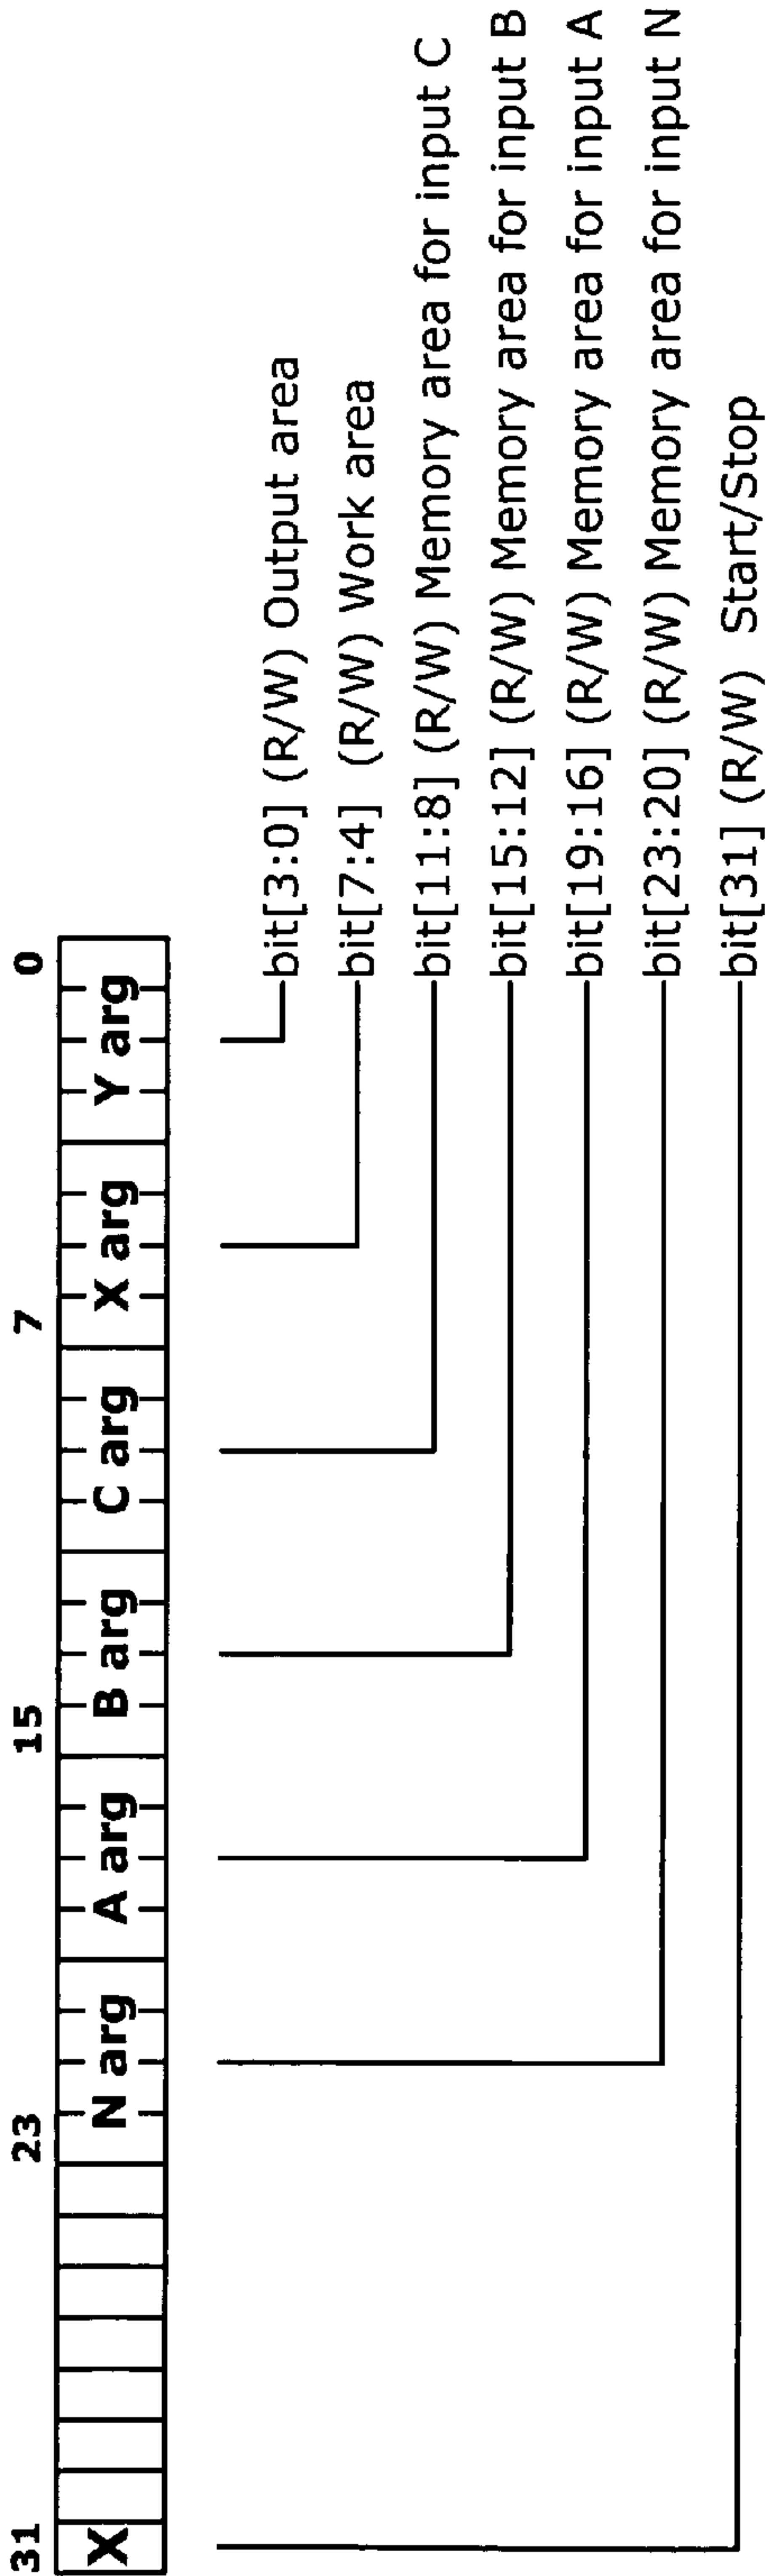 31 23 15 7 0
X N arg A arg B arg C arg X arg Y arg
bit[3:0] (R/W) Output area
bit[7:4] (R/W) Work area
bit[11:8] (R/W) Memory area for input C
bit[15:12] (R/W) Memory area for input B
bit[19:16] (R/W) Memory area for input A
bit[23:20] (R/W) Memory area for input N
bit[31] (R/W) Start/Stop